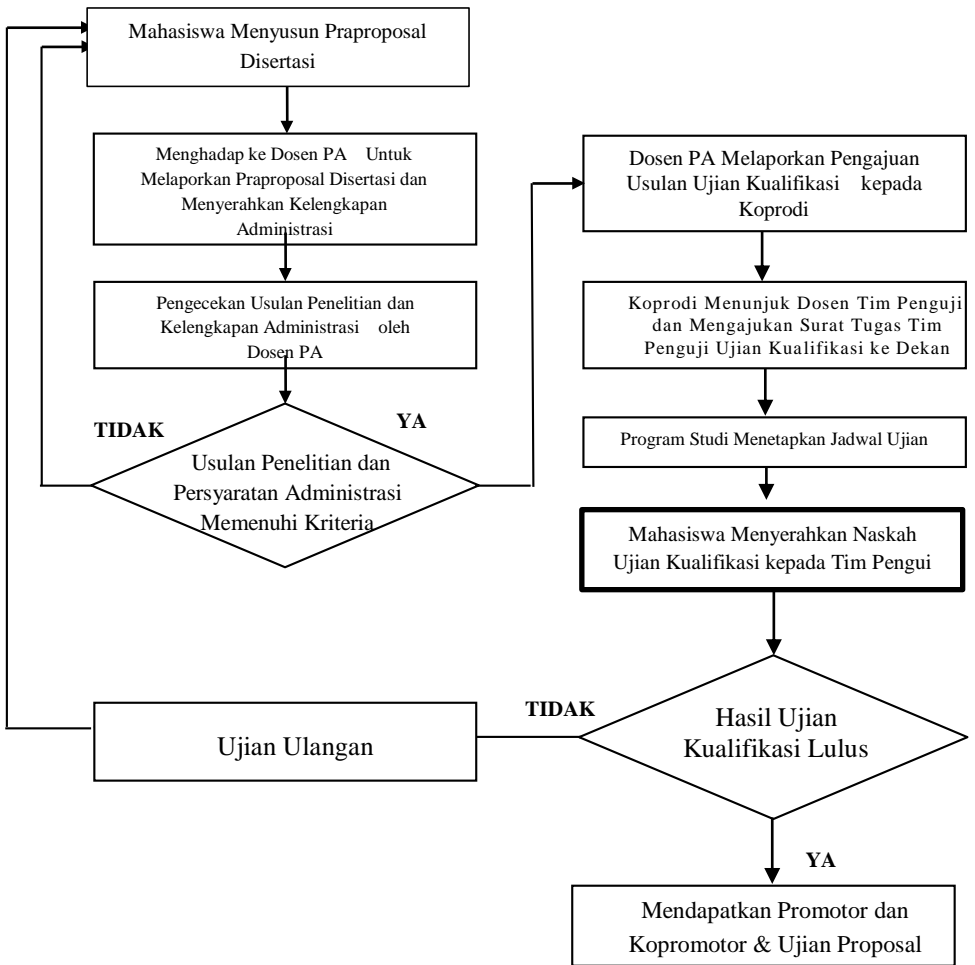 Mahasiswa Menyusun Praproposal
Disertasi
Menghadap ke Dosen PA Untuk
Melaporkan Praproposal Disertasi dan
Menyerahkan Kelengkapan
Administrasi
Pengecekan Usulan Penelitian dan
Kelengkapan Administrasi oleh
Dosen PA
TIDAK
YA
Usulan Penelitian dan
Persyaratan Administrasi
Memenuhi Kriteria
Dosen PA Melaporkan Pengajuan
Usulan Ujian Kualifikasi kepada
Koprodi
Koprodi Menunjuk Dosen Tim Penguji
dan Mengajukan Surat Tugas Tim
Penguji Ujian Kualifikasi ke Dekan
Program Studi Menetapkan Jadwal Ujian
Mahasiswa Menyerahkan Naskah
Ujian Kualifikasi kepada Tim Pengui
Hasil Ujian
Kualifikasi Lulus
TIDAK
Ujian Ulangan
YA
Mendapatkan Promotor dan
Kopromotor & Ujian Proposal